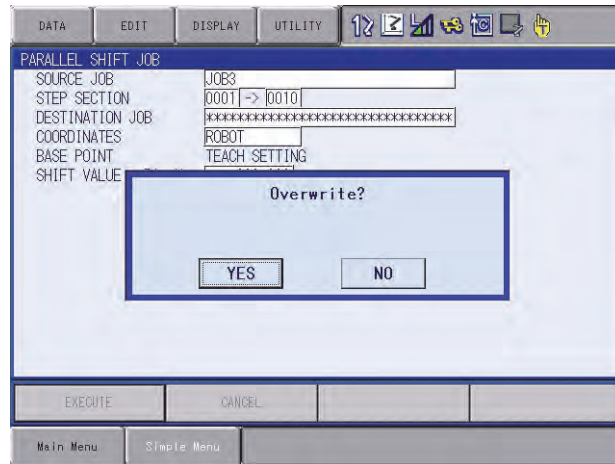 DATA EDIT DISPLAY UTILITY
PARALLEL SHIFT JOB
SOURCE JOB JOB3
STEP SECTION 0001 -> 0010
DESTINATION JOB ********************************
COORDINATES ROBOT
BASE POINT TEACH SETTING
SHIFT VALUE
Overwrite?
YES NO
EXECUTE CANCEL
Main Menu Simple Menu